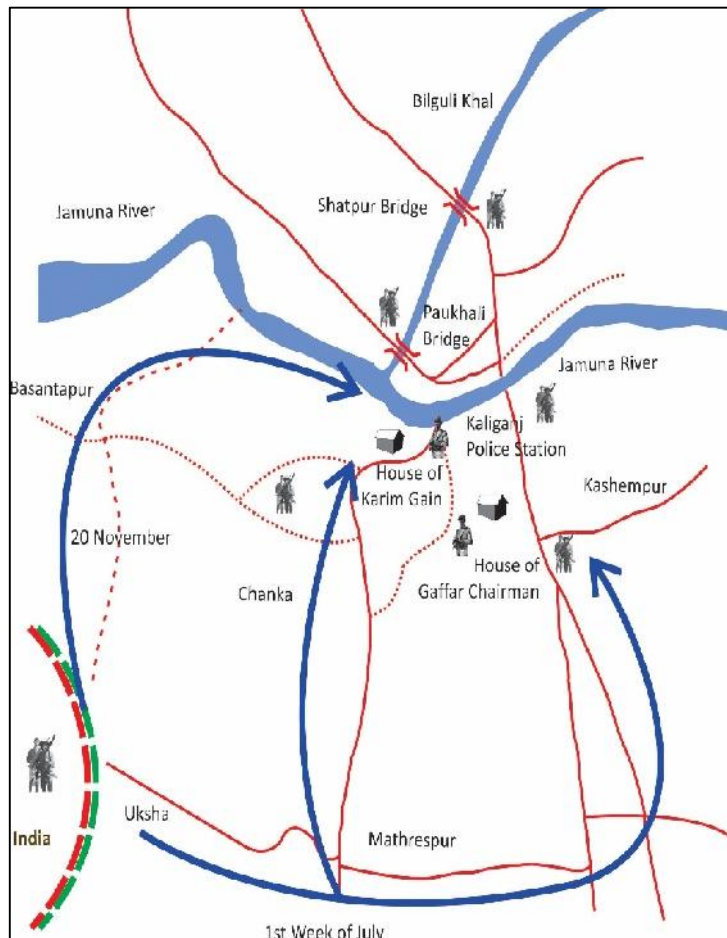 Bilguli Khal
Jamuna River
Shatpur Bridge
Paukhali
Bridge
Jamuna River
Basantapur
Kaliganj
Police Station
House of
Karim Gain
Kashempur
20 November
Chanka
House of
Gaffar Chairman
Uksha
India
Mathrespur
1st Week of July